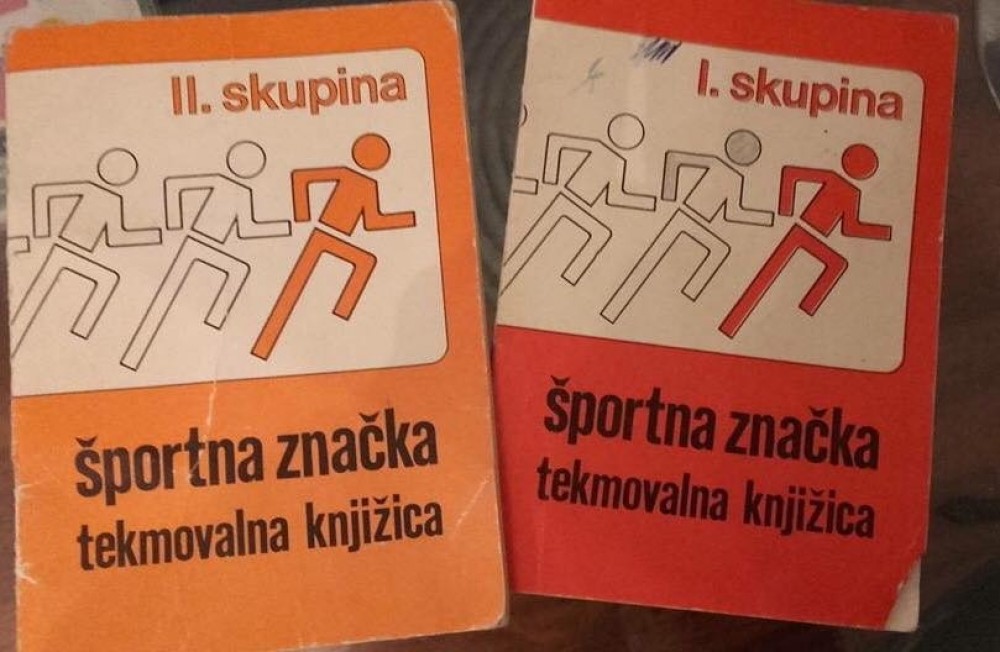 II. skupina
športna značka
tekmovalna knjižica
I. skupina
športna značka
tekmovalna knjižica